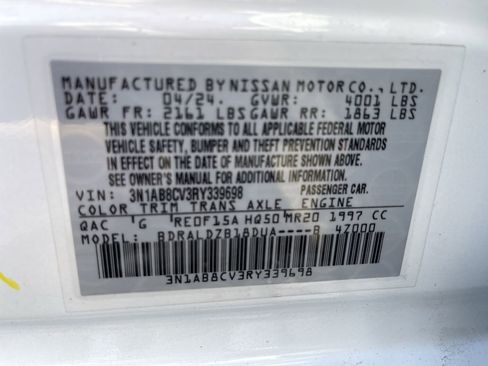 MANUFACTURED BY NISSAN MOTOR CO., LTD.
DATE: 04/24. GVWR: 4001 LBS
GAWR FR: 2161 LBS GAWR RR: 1863 LBS
THIS VEHICLE CONFORMS TO ALL APPLICABLE FEDERAL MOTOR
VEHICLE SAFETY, BUMPER AND THEFT PREVENTION STANDARDS
IN EFFECT ON THE DATE OF MANUFACTURE SHOWN ABOVE.
SEE OWNER'S MANUAL FOR ADDITIONAL INFORMATION
VIN: 3N1AB8CV3RY339698 PASSENGER CAR.
COLOR TRIM TRANS AXLE ENGINE
QAC G RE0F15A HQ50 MR20 1997 CC
MODEL: BDRALDZB18DUA----B 4Z000
3N1AB8CV3RY339698